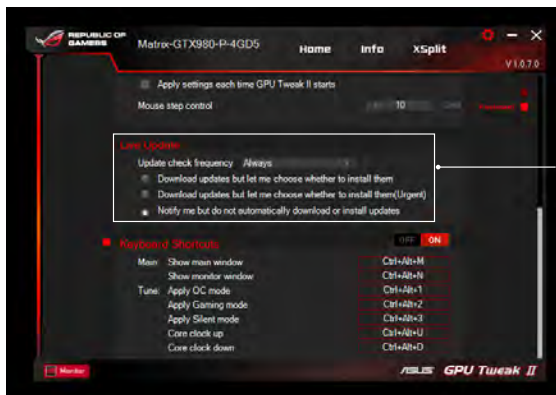 REPUBLIC OF
GAMERS
Matrix-GTX980-P-4GD5
Home Info XSplit
V 1.0.7.0
Apply settings each time GPU Tweak II starts
Mouse step control 10
Live Update
Update check frequency Always
Download updates but let me choose whether to install them
Download updates but let me choose whether to install them(Urgent)
Notify me but do not automatically download or install updates
Keyboard Shortcuts OFF ON
Main: Show main window Ctrl+Alt+M
Show monitor window Ctrl+Alt+N
Tune: Apply OC mode Ctrl+Alt+1
Apply Gaming mode Ctrl+Alt+2
Apply Silent mode Ctrl+Alt+3
Core clock up Ctrl+Alt+U
Core clock down Ctrl+Alt+D
Monitor ASUS GPU Tweak II